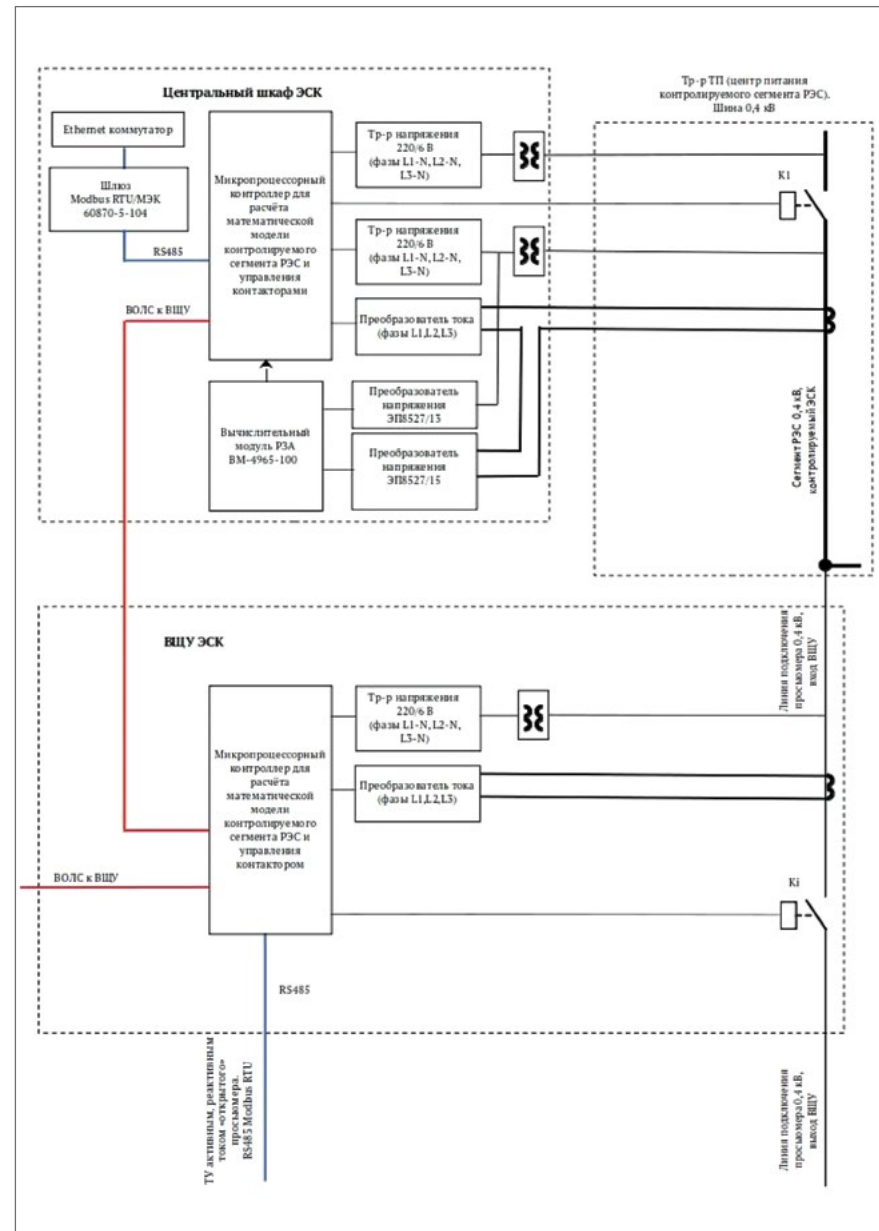 Центральный шкаф ЭСК
Тр-р ТП (центр питания
контролируемого сегмента РЭС).
Шина 0,4 кВ
Ethernet коммутатор
Шлюз
Modbus RTU/МЭК
60870-5-104
RS485
ВОЛС к ВЩУ
Микропроцессорный
контроллер для
расчёта
математической
модели
контролируемого
сегмента РЭС и
управления
контакторами
Тр-р напряжения
220/6 В
(фазы L1-N, L2-N,
L3-N)
К1
Тр-р напряжения
220/6 В
(фазы L1-N, L2-N,
L3-N)
Преобразователь тока
(фазы L1,L2,L3)
Вычислительный
модуль РЗА
ВМ-4965-100
Преобразователь
напряжения
ЭП8527/13
Преобразователь
напряжения
ЭП8527/15
Сегмент РЭС 0,4 кВ,
контролируемый ЭСК
ВЩУ ЭСК
Линия подключения
просьюмера 0,4 кВ,
вход ВЩУ
Микропроцессорный
контроллер для
расчёта
математической
модели
контролируемого
сегмента РЭС и
управления
контактором
Тр-р напряжения
220/6 В
(фазы L1-N, L2-N,
L3-N)
Преобразователь тока
(фазы L1,L2,L3)
ВОЛС к ВЩУ
Ki
RS485
ТУ активным, реактивным
током «открытого»
просьюмера.
RS485 Modbus RTU
Линия подключения
просьюмера 0,4 кВ,
выход ВЩУ